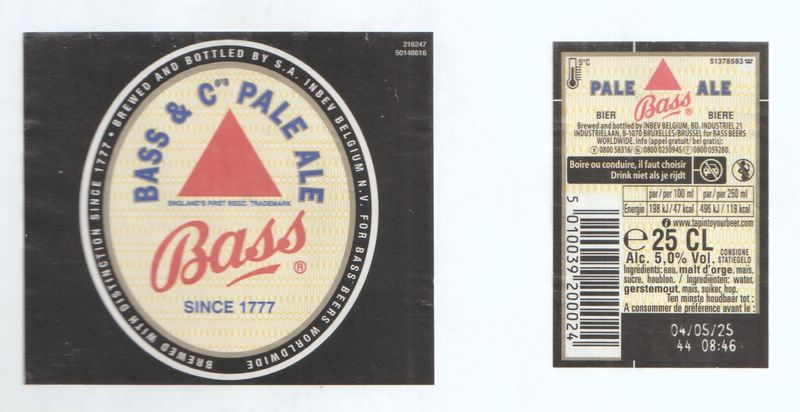 216247
50148616
BREWED WITH DISTINCTION SINCE 1777 • BREWED AND BOTTLED BY S.A. INBEV BELGIUM N.V. FOR BASS BEERS WORLDWIDE
BASS & Cº'S PALE ALE
ENGLAND'S FIRST REGD. TRADEMARK
Bass ®
SINCE 1777
5°C
51378583
PALE ALE
Bass
BIER BIERE
Brewed and bottled by INBEV BELGIUM, BD. INDUSTRIEL 21
INDUSTRIELAAN, B-1070 BRUXELLES/BRUSSEL for BASS BEERS
WORLDWIDE. Info (appel gratuit/ bel gratis):
0800 58316/ 0800 0230945/ 0800 059280.
Boire ou conduire, il faut choisir
Drink niet als je rijdt
par/per 100 ml par/per 250 ml
Energie 198 kJ/47 kcal 496 kJ / 119 kcal
www.tapintoyourbeer.com
e 25 CL
Alc. 5,0% Vol.
CONSIGNE
STATIEGELD
Ingrédients: eau, malt d'orge, maïs,
sucre, houblon. / Ingrediënten: water,
gerstemout, mais, suiker, hop.
Ten minste houdbaar tot :
A consommer de préférence avant le :
5 010039 200024
04/05/25
44 08:46